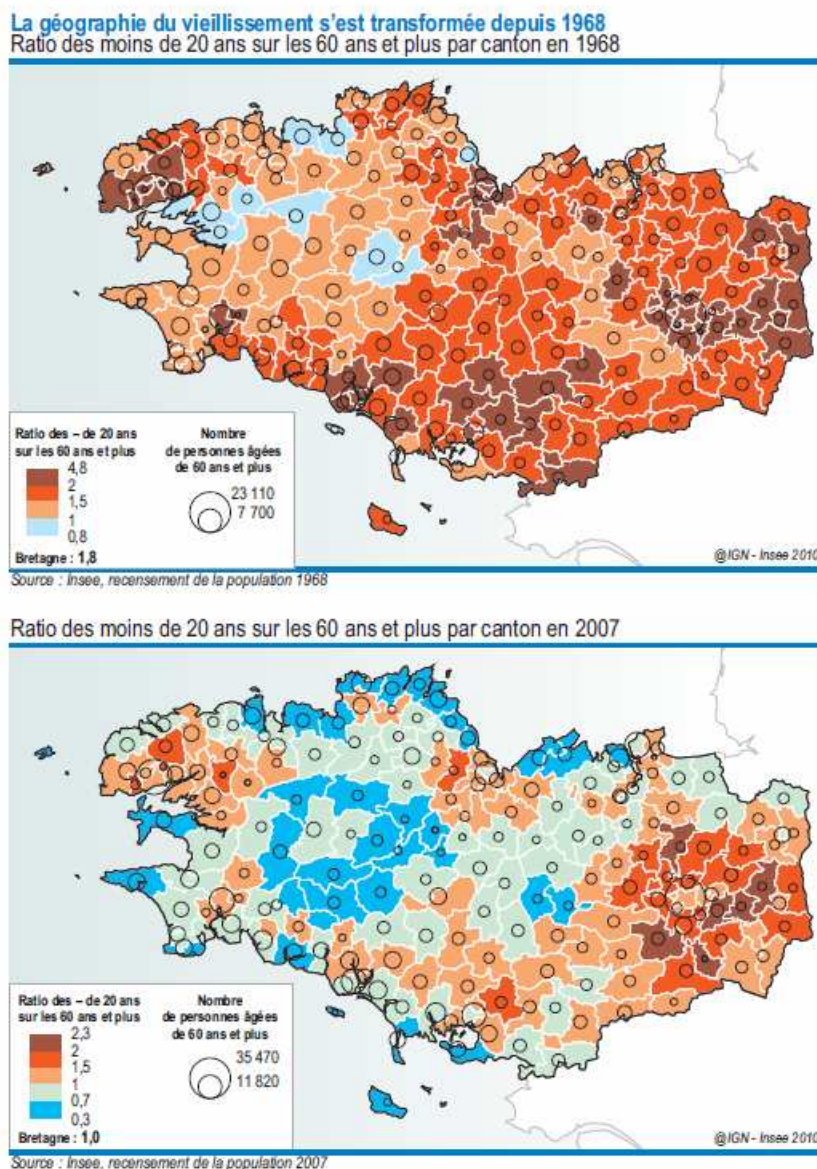 La géographie du vieillissement s'est transformée depuis 1968
Ratio des moins de 20 ans sur les 60 ans et plus par canton en 1968
Ratio des – de 20 ans
sur les 60 ans et plus
4,8
2
1,5
1
0,8
Bretagne : 1,8
Nombre
de personnes âgées
de 60 ans et plus
23 110
7 700
@IGN - Insee 2010
Source : Insee, recensement de la population 1968
Ratio des moins de 20 ans sur les 60 ans et plus par canton en 2007
Ratio des – de 20 ans
sur les 60 ans et plus
2,3
2
1,5
1
0,7
0,3
Bretagne : 1,0
Nombre
de personnes âgées
de 60 ans et plus
35 470
11 820
@IGN - Insee 2010
Source : Insee, recensement de la population 2007